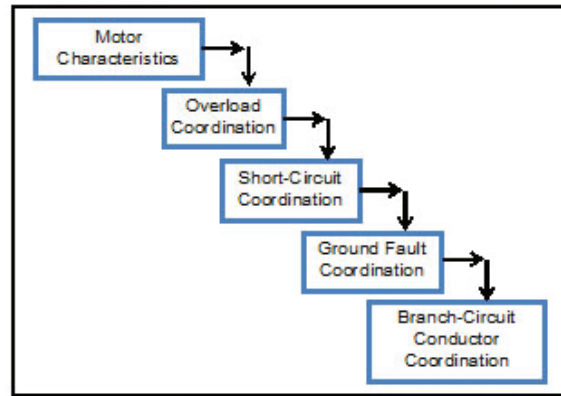 Motor
Characteristics
Overload
Coordination
Short-Circuit
Coordination
Ground Fault
Coordination
Branch-Circuit
Conductor
Coordination